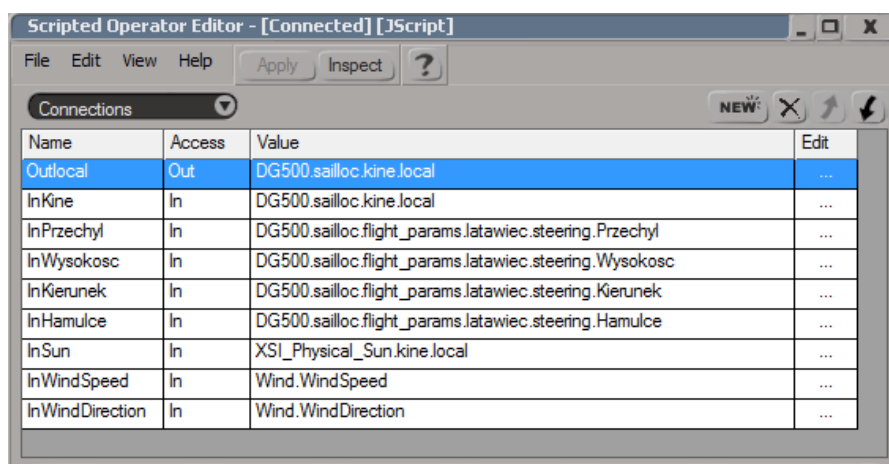 Scripted Operator Editor - [Connected] [JScript]
File Edit View Help Apply Inspect ?
Connections NEW
Name Access Value Edit
Outlocal Out DG500.sailloc.kine.local ...
InKine In DG500.sailloc.kine.local ...
InPrzechyl In DG500.sailloc.flight_params.latawiec.steering.Przechyl ...
InWysokosc In DG500.sailloc.flight_params.latawiec.steering.Wysokosc ...
InKierunek In DG500.sailloc.flight_params.latawiec.steering.Kierunek ...
InHamulce In DG500.sailloc.flight_params.latawiec.steering.Hamulce ...
InSun In XSI_Physical_Sun.kine.local ...
InWindSpeed In Wind.WindSpeed ...
InWindDirection In Wind.WindDirection ...